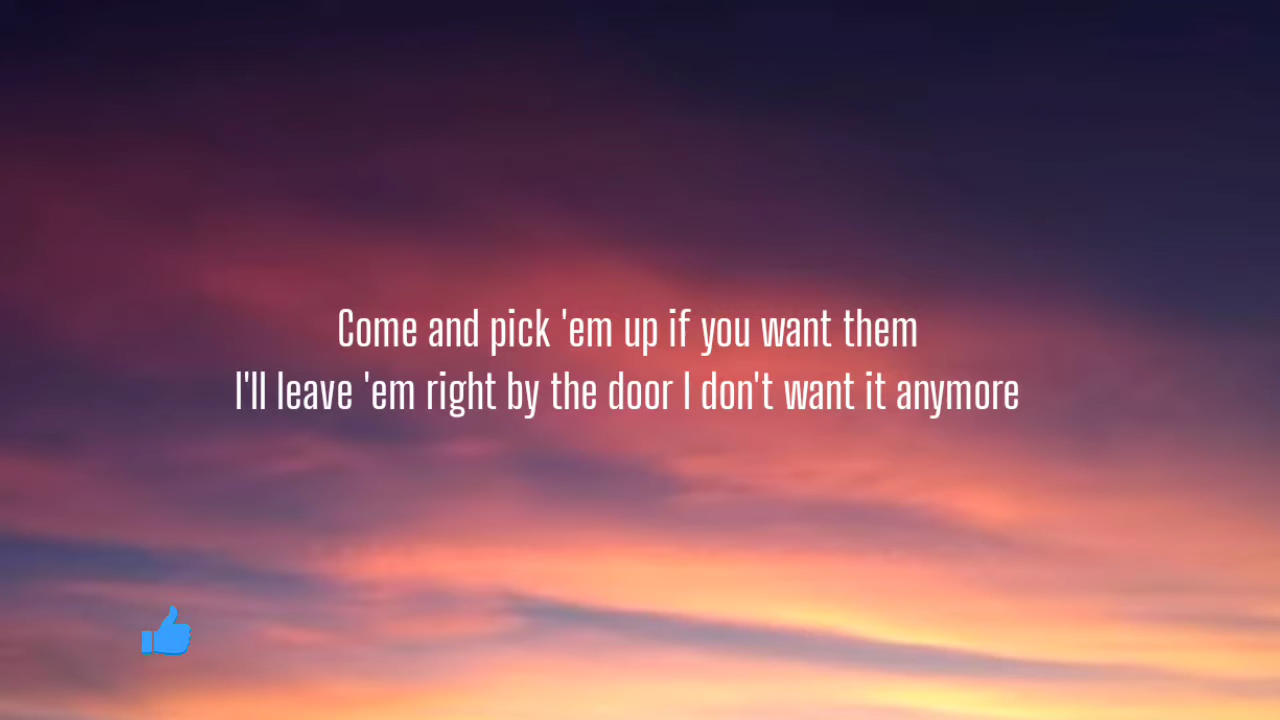 Come and pick 'em up if you want them
I'll leave 'em right by the door I don't want it anymore